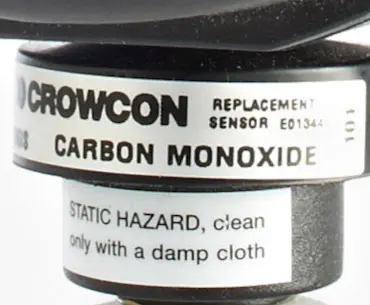 CROWCON REPLACEMENT
SENSOR E01344
CARBON MONOXIDE
101
STATIC HAZARD, clean
only with a damp cloth